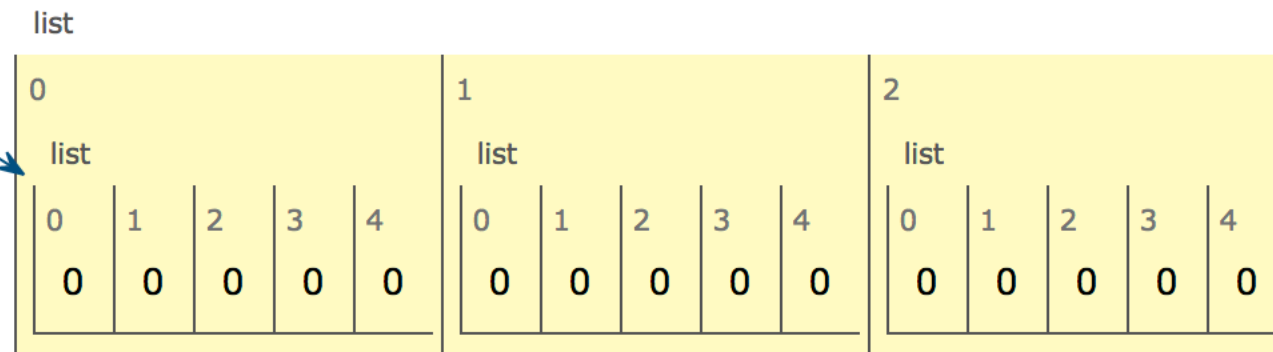 list
0 1 2
list list list
0 1 2 3 4 0 1 2 3 4 0 1 2 3 4
0 0 0 0 0 0 0 0 0 0 0 0 0 0 0